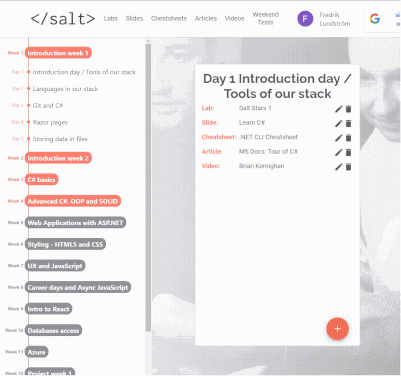 </salt>
Labs
Slides
Cheatsheets
Articles
Videos
Weekend
Tests
F
Fredrik
Lundström
G
Week 1 Introduction week 1
Day 1 Introduction day / Tools of our stack
Day 2 Languages in our stack
Day 3 Git and C#
Day 4 Razor pages
Day 5 Storing data in files
Week 2 Introduction week 2
Week 3 C# basics
Week 4 Advanced C#, OOP and SOLID
Week 5 Web Applications with ASP.NET
Week 6 Styling - HTML5 and CSS
Week 7 UX and JavaScript
Week 8 Career days and Async JavaScript
Week 9 Intro to React
Week 10 Databases access
Week 11 Azure
Week 12 Project week 1
Day 1 Introduction day /
Tools of our stack
Lab: Salt Stars 1
Slide: Learn C#
Cheatsheet: .NET CLI Cheatsheet
Article: MS Docs: Tour of C#
Video: Brian Kernighan
+